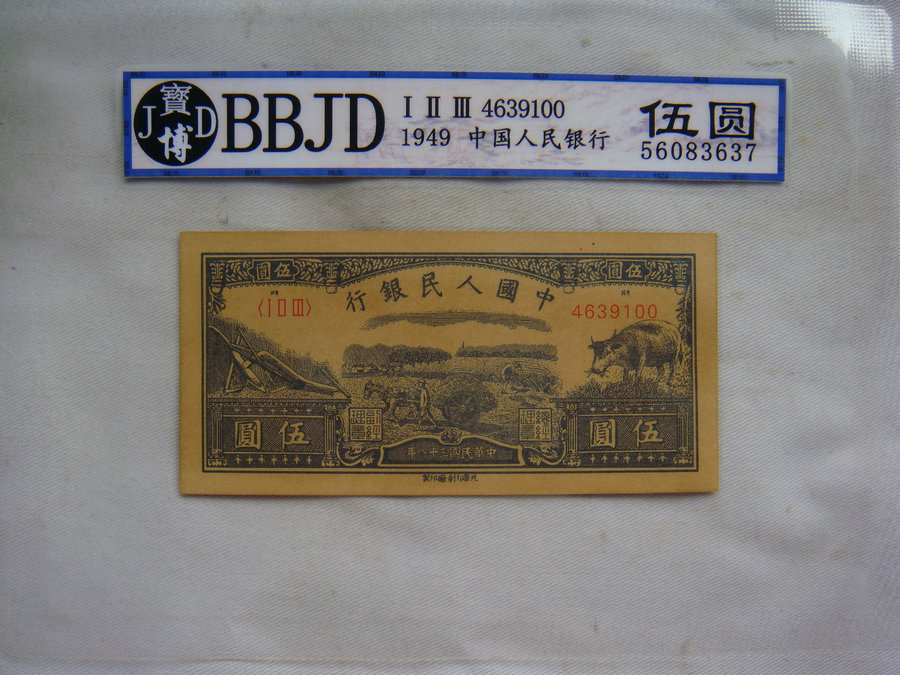 寶
J D
博
BBJD
Ⅰ Ⅱ Ⅲ 4639100
1949 中国人民银行
伍圆
56083637
圓伍
圓伍
行銀民人國中
№
〈Ⅰ Ⅱ Ⅲ〉
№
4639100
圓伍
圓伍
年八十三國民華中